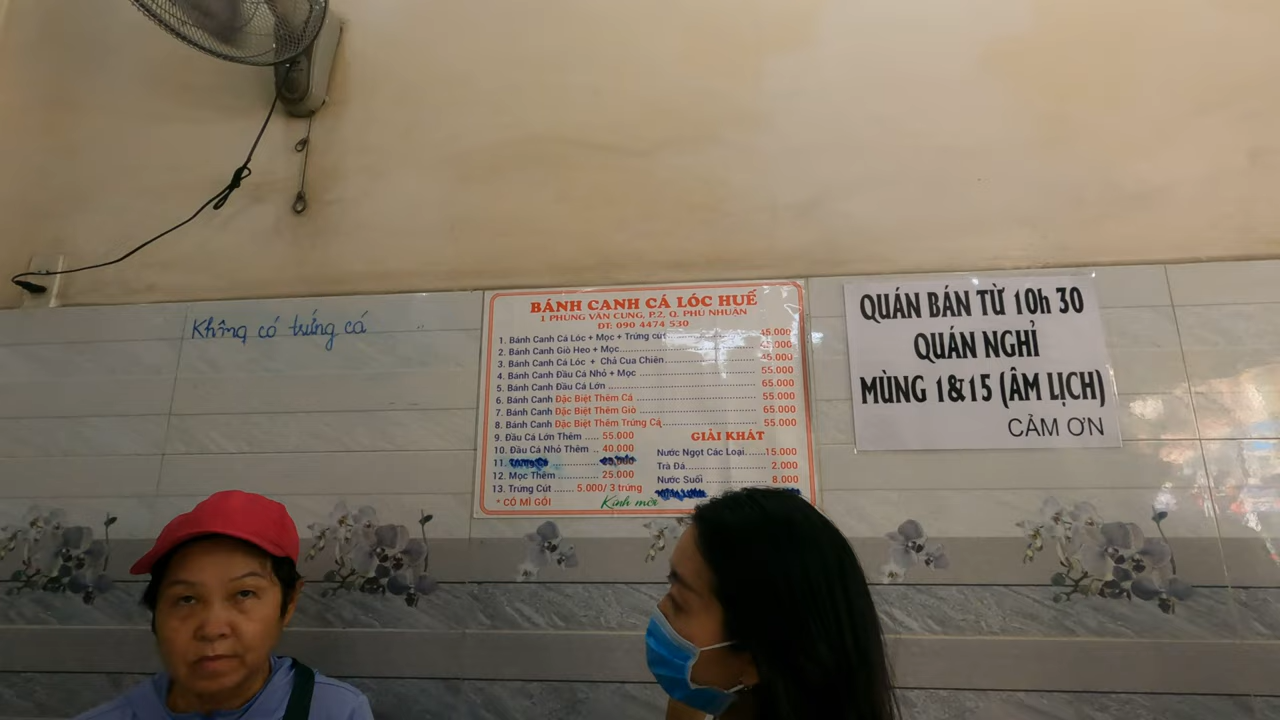 Không có trứng cá
BÁNH CANH CÁ LÓC HUẾ
1 PHÙNG VĂN CUNG, P.2, Q. PHÚ NHUẬN
ĐT: 090 4474 530
1. Bánh Canh Cá Lóc + Mọc + Trứng cút 45.000
2. Bánh Canh Giò Heo + Mọc
3. Bánh Canh Cá Lóc + Chả Cua Chiên 45.000
4. Bánh Canh Đầu Cá Nhỏ + Mọc 55.000
5. Bánh Canh Đầu Cá Lớn 65.000
6. Bánh Canh Đặc Biệt Thêm Cá 55.000
7. Bánh Canh Đặc Biệt Thêm Giò 65.000
8. Bánh Canh Đặc Biệt Thêm Trứng Cá 55.000
9. Đầu Cá Lớn Thêm ..... 55.000
10. Đầu Cá Nhỏ Thêm .. 40.000
11.
12. Mọc Thêm 25.000
13. Trứng Cút ...... 5.000/ 3 trứng
* CÓ MÌ GÓI
Kính mời
GIẢI KHÁT
Nước Ngọt Các Loại......15.000
Trà Đá 2.000
Nước Suối 8.000
QUÁN BÁN TỪ 10h 30
QUÁN NGHỈ
MÙNG 1&15 (ÂM LỊCH)
CẢM ƠN